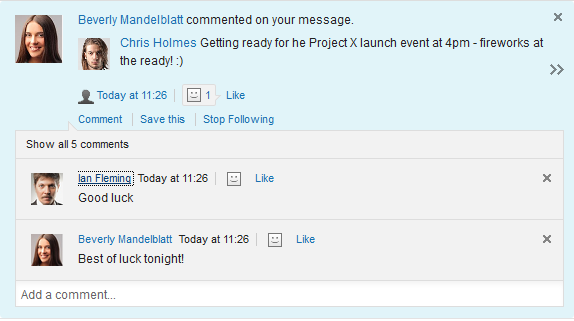 Beverly Mandelblatt commented on your message.
Chris Holmes Getting ready for he Project X launch event at 4pm - fireworks at
the ready! :)
Today at 11:26 1 Like
Comment Save this Stop Following
Show all 5 comments
Ian Fleming Today at 11:26 Like
Good luck
Beverly Mandelblatt Today at 11:26 Like
Best of luck tonight!
Add a comment...